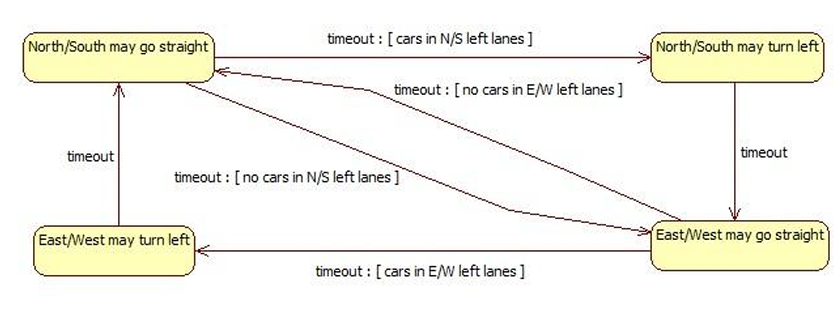 timeout : [ cars in N/S left lanes ]
North/South may go straight
North/South may turn left
timeout : [ no cars in E/W left lanes ]
timeout
timeout
timeout : [ no cars in N/S left lanes ]
East/West may turn left
East/West may go straight
timeout : [ cars in E/W left lanes ]